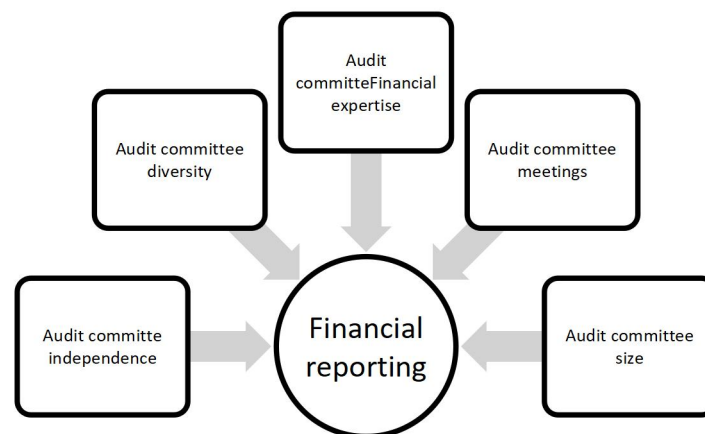 Audit
committeFinancial
expertise
Audit committee
diversity
Audit committee
meetings
Audit committe
independence
Financial
reporting
Audit committee
size